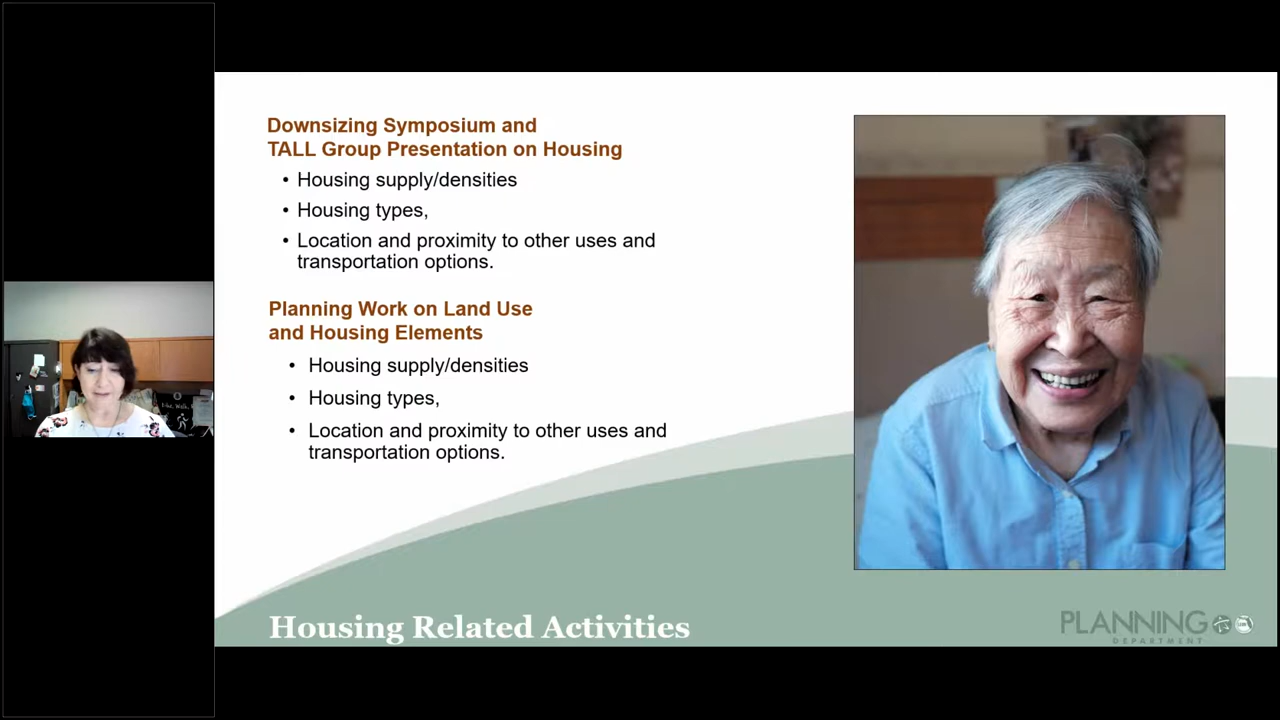 Downsizing Symposium and
TALL Group Presentation on Housing
• Housing supply/densities
• Housing types,
• Location and proximity to other uses and
transportation options.
Planning Work on Land Use
and Housing Elements
• Housing supply/densities
• Housing types,
• Location and proximity to other uses and
transportation options.
Housing Related Activities
PLANNING
DEPARTMENT